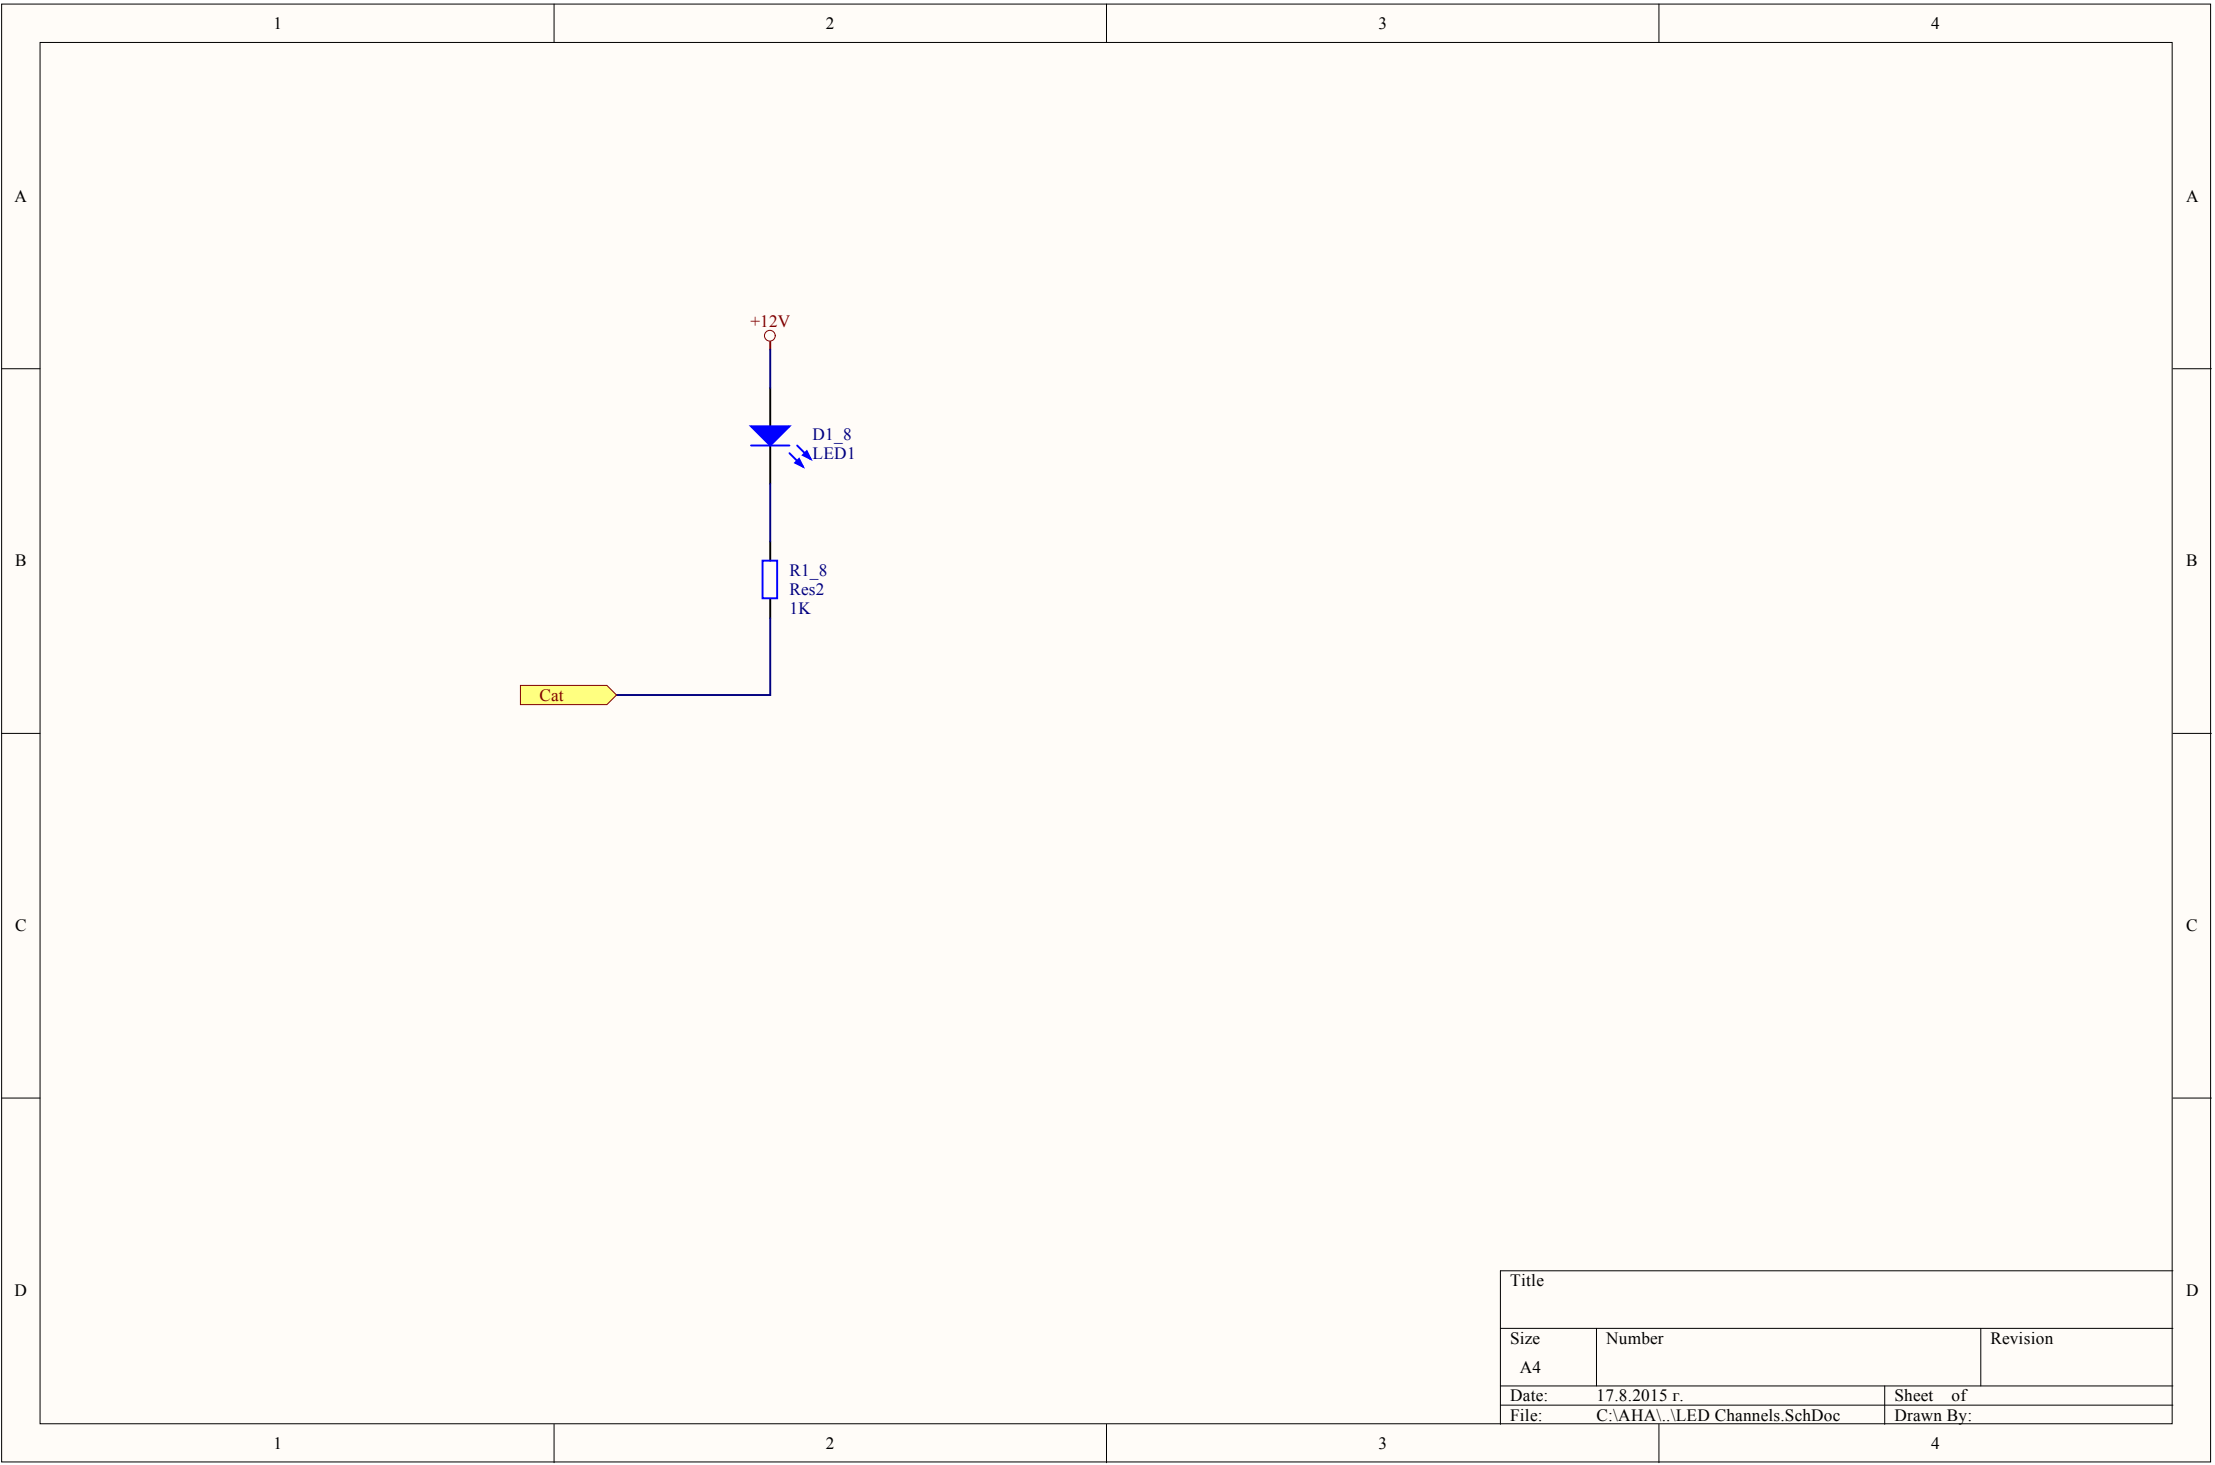 1 2 3 4
A A
+12V
D1_8
LED1
B B
R1_8
Res2
1K
Cat
C C
Title
D D
Size Number Revision
A4
Date: 17.8.2015 г. Sheet of
File: C:\AHA\..\LED Channels.SchDoc Drawn By:
1 2 3 4